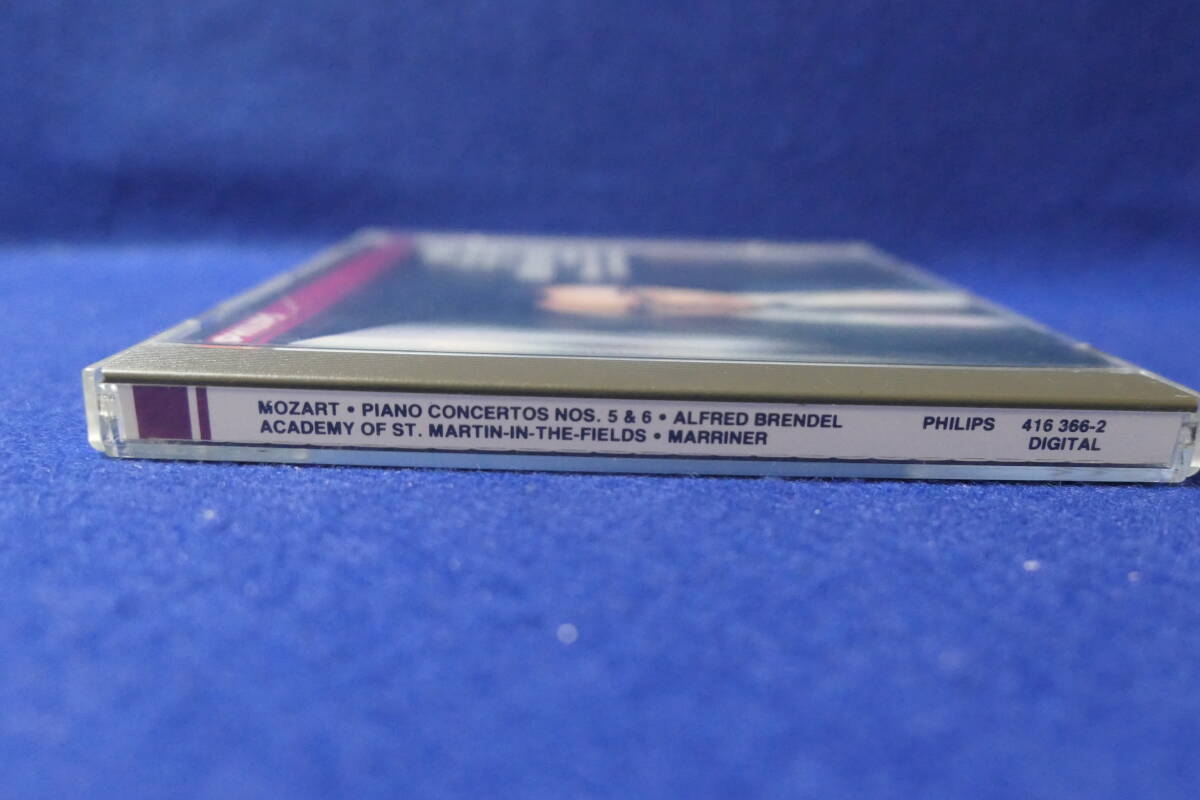 MOZART • PIANO CONCERTOS NOS. 5 & 6 • ALFRED BRENDEL PHILIPS 416 366-2
ACADEMY OF ST. MARTIN-IN-THE-FIELDS • MARRINER DIGITAL